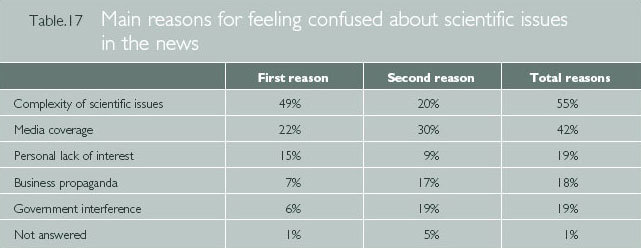 Table.17 Main reasons for feeling confused about scientific issues
in the news
First reason Second reason Total reasons
Complexity of scientific issues 49% 20% 55%
Media coverage 22% 30% 42%
Personal lack of interest 15% 9% 19%
Business propaganda 7% 17% 18%
Government interference 6% 19% 19%
Not answered 1% 5% 1%